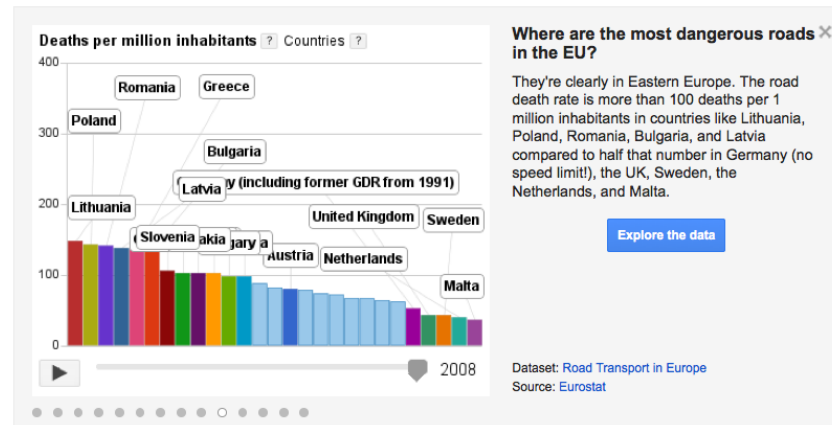 Deaths per million inhabitants ? Countries ?
400
Romania
Greece
Poland
300
Bulgaria
(including former GDR from 1991)
Latvia
200
Lithuania
United Kingdom
Sweden
Slovenia
Austria
Netherlands
100
Malta
0
2008
Where are the most dangerous roads
in the EU?
They're clearly in Eastern Europe. The road
death rate is more than 100 deaths per 1
million inhabitants in countries like Lithuania,
Poland, Romania, Bulgaria, and Latvia
compared to half that number in Germany (no
speed limit!), the UK, Sweden, the
Netherlands, and Malta.
Explore the data
Dataset: Road Transport in Europe
Source: Eurostat